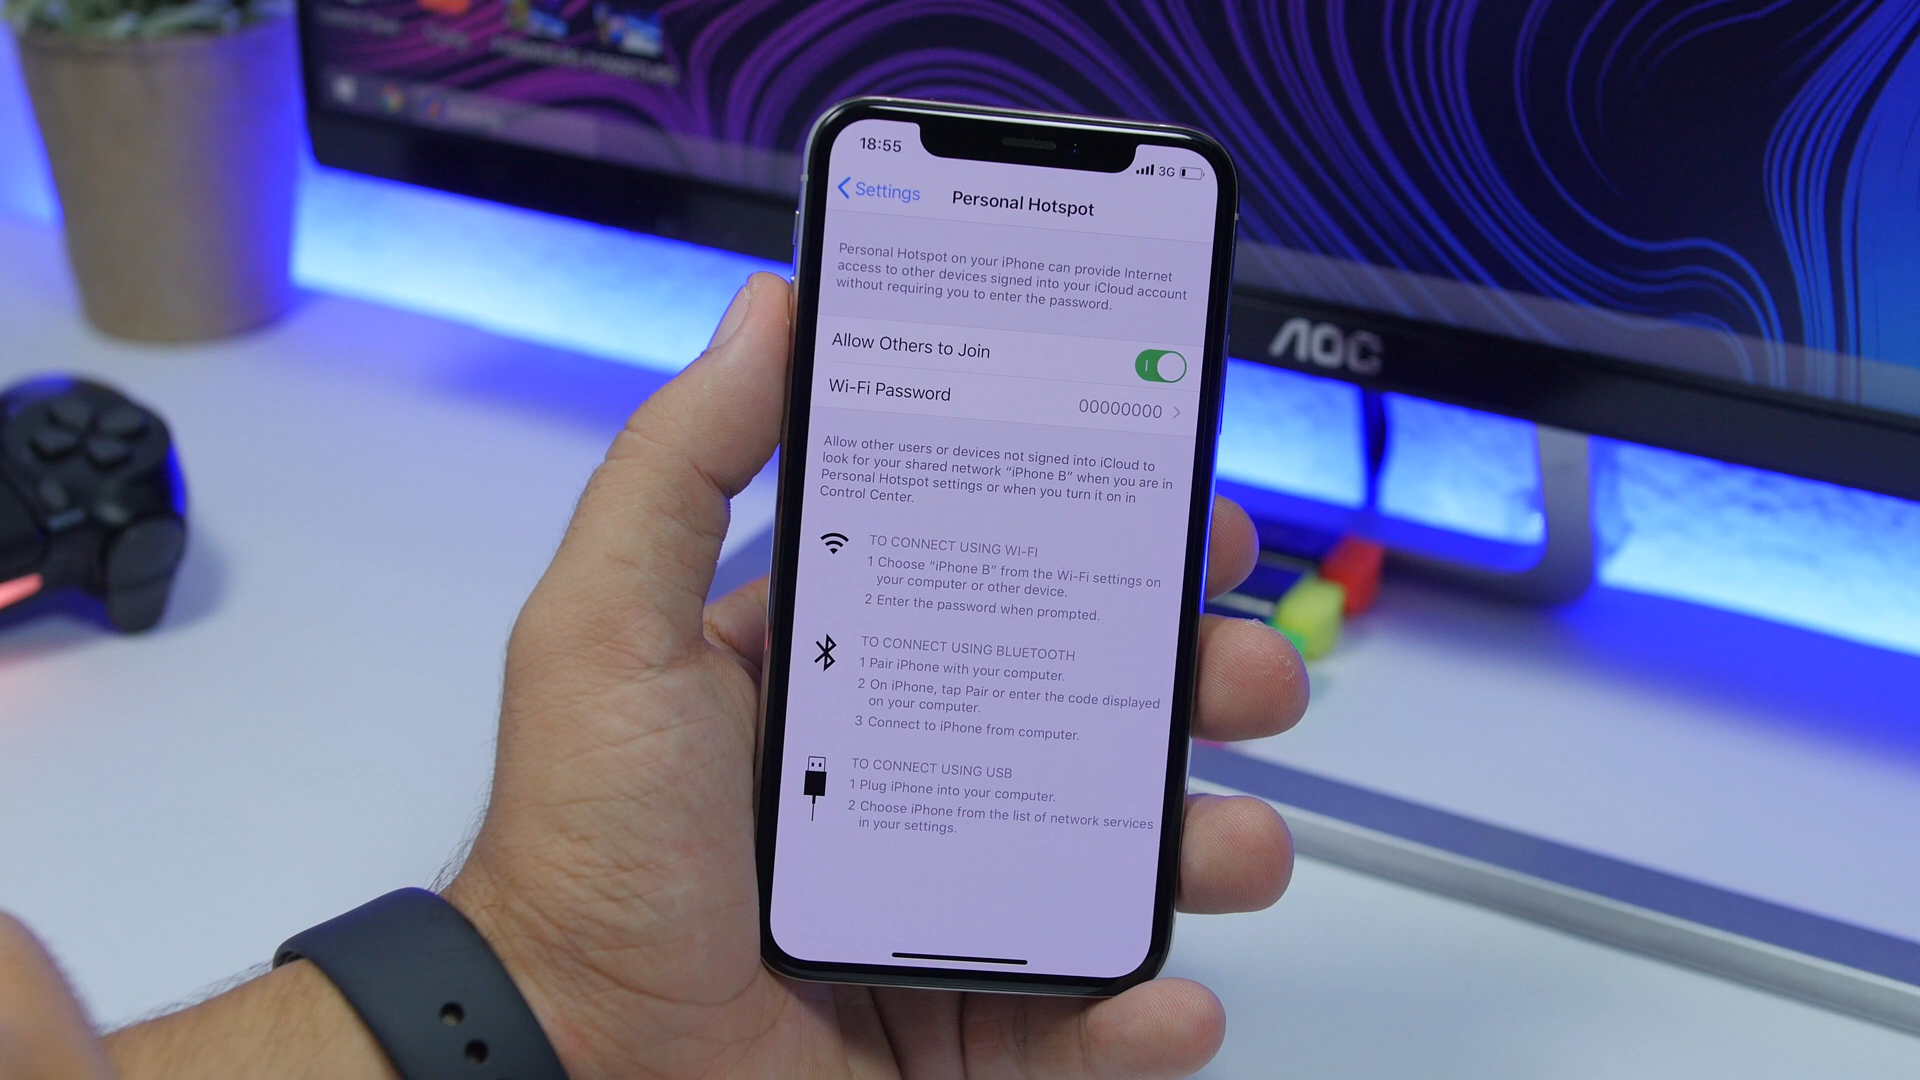 18:55
3G
Settings
Personal Hotspot
Personal Hotspot on your iPhone can provide Internet
access to other devices signed into your iCloud account
without requiring you to enter the password.
Allow Others to Join
Wi-Fi Password
00000000
Allow other users or devices not signed into iCloud to
look for your shared network “iPhone B” when you are in
Personal Hotspot settings or when you turn it on in
Control Center.
TO CONNECT USING WI-FI
1 Choose “iPhone B” from the Wi-Fi settings on
your computer or other device.
2 Enter the password when prompted.
TO CONNECT USING BLUETOOTH
1 Pair iPhone with your computer.
2 On iPhone, tap Pair or enter the code displayed
on your computer.
3 Connect to iPhone from computer.
TO CONNECT USING USB
1 Plug iPhone into your computer.
2 Choose iPhone from the list of network services
in your settings.
AOC